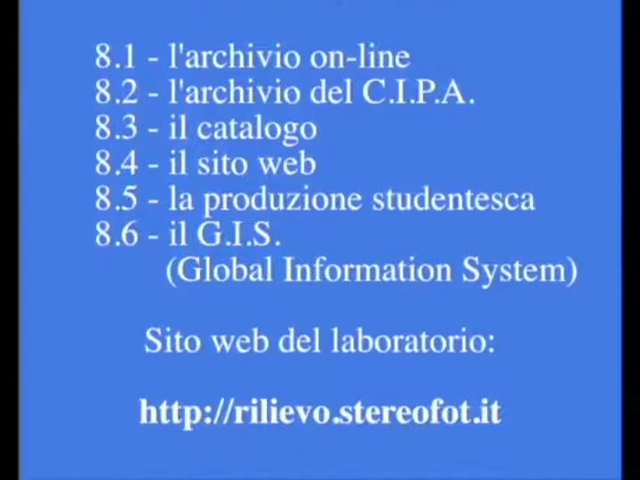 8.1 - l'archivio on-line
8.2 - l'archivio del C.I.P.A.
8.3 - il catalogo
8.4 - il sito web
8.5 - la produzione studentesca
8.6 - il G.I.S.
(Global Information System)
Sito web del laboratorio:
http://rilievo.stereofot.it